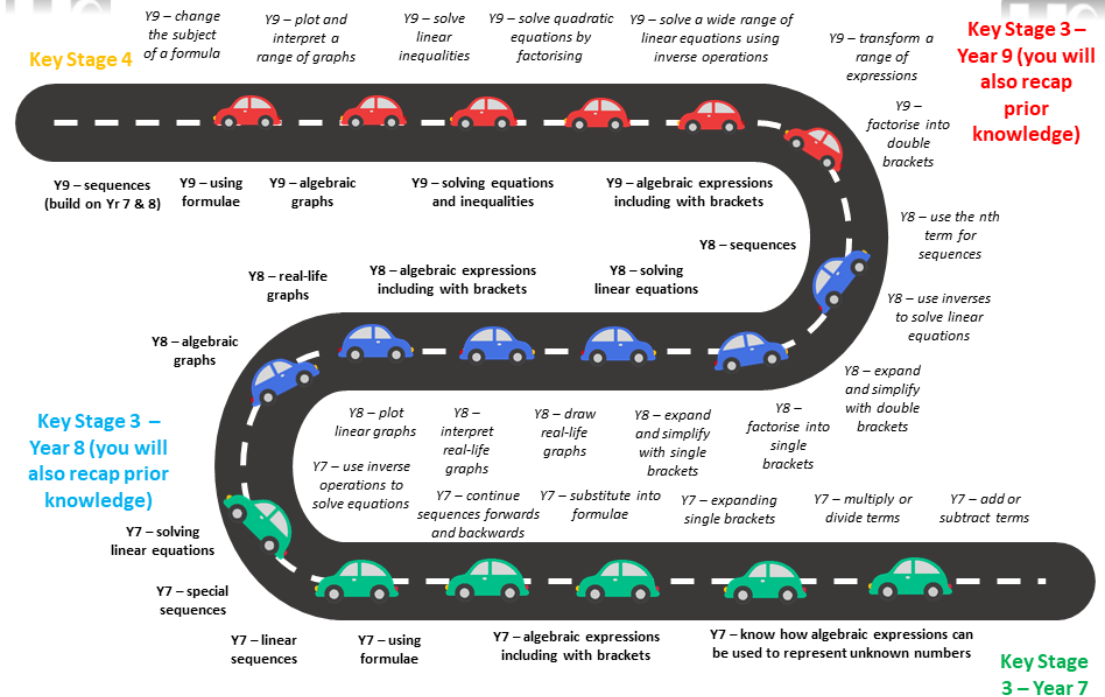 Y9 – change
the subject
of a formula
Y9 – plot and
interpret a
range of graphs
Y9 – solve
linear
inequalities
Y9 – solve quadratic
equations by
factorising
Y9 – solve a wide range of
linear equations using
inverse operations
Y9 – transform a
range of
expressions
Key Stage 3 –
Year 9 (you will
also recap
prior
knowledge)
Key Stage 4
Y9 –
factorise into
double
brackets
Y9 – sequences
(build on Yr 7 & 8)
Y9 – using
formulae
Y9 – algebraic
graphs
Y9 – solving equations
and inequalities
Y9 – algebraic expressions
including with brackets
Y8 – use the nth
term for
sequences
Y8 – sequences
Y8 – real-life
graphs
Y8 – algebraic expressions
including with brackets
Y8 – solving
linear equations
Y8 – use inverses
to solve linear
equations
Y8 – algebraic
graphs
Y8 – expand
and simplify
with double
brackets
Key Stage 3 –
Year 8 (you will
also recap prior
knowledge)
Y8 – plot
linear graphs
Y8 –
interpret
real-life
graphs
Y8 – draw
real-life
graphs
Y8 – expand
and simplify
with single
brackets
Y8 –
factorise into
single
brackets
Y7 – use inverse
operations to
solve equations
Y7 – continue
sequences forwards
and backwards
Y7 – substitute into
formulae
Y7 – expanding
single brackets
Y7 – multiply or
divide terms
Y7 – add or
subtract terms
Y7 – solving
linear equations
Y7 – special
sequences
Y7 – linear
sequences
Y7 – using
formulae
Y7 – algebraic expressions
including with brackets
Y7 – know how algebraic expressions can
be used to represent unknown numbers
Key Stage
3 – Year 7